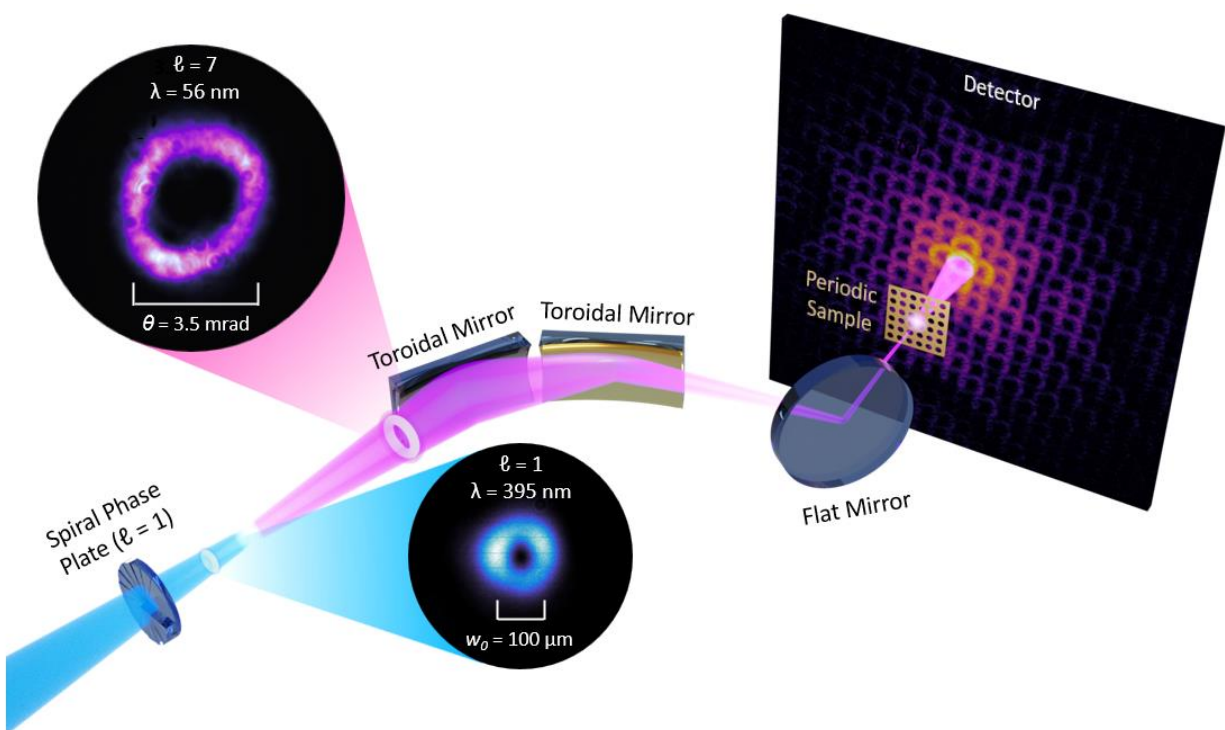 ℓ = 7
λ = 56 nm
θ = 3.5 mrad
Detector
Periodic
Sample
Toroidal Mirror
Toroidal Mirror
Flat Mirror
Spiral Phase
Plate (ℓ = 1)
ℓ = 1
λ = 395 nm
w₀ = 100 µm